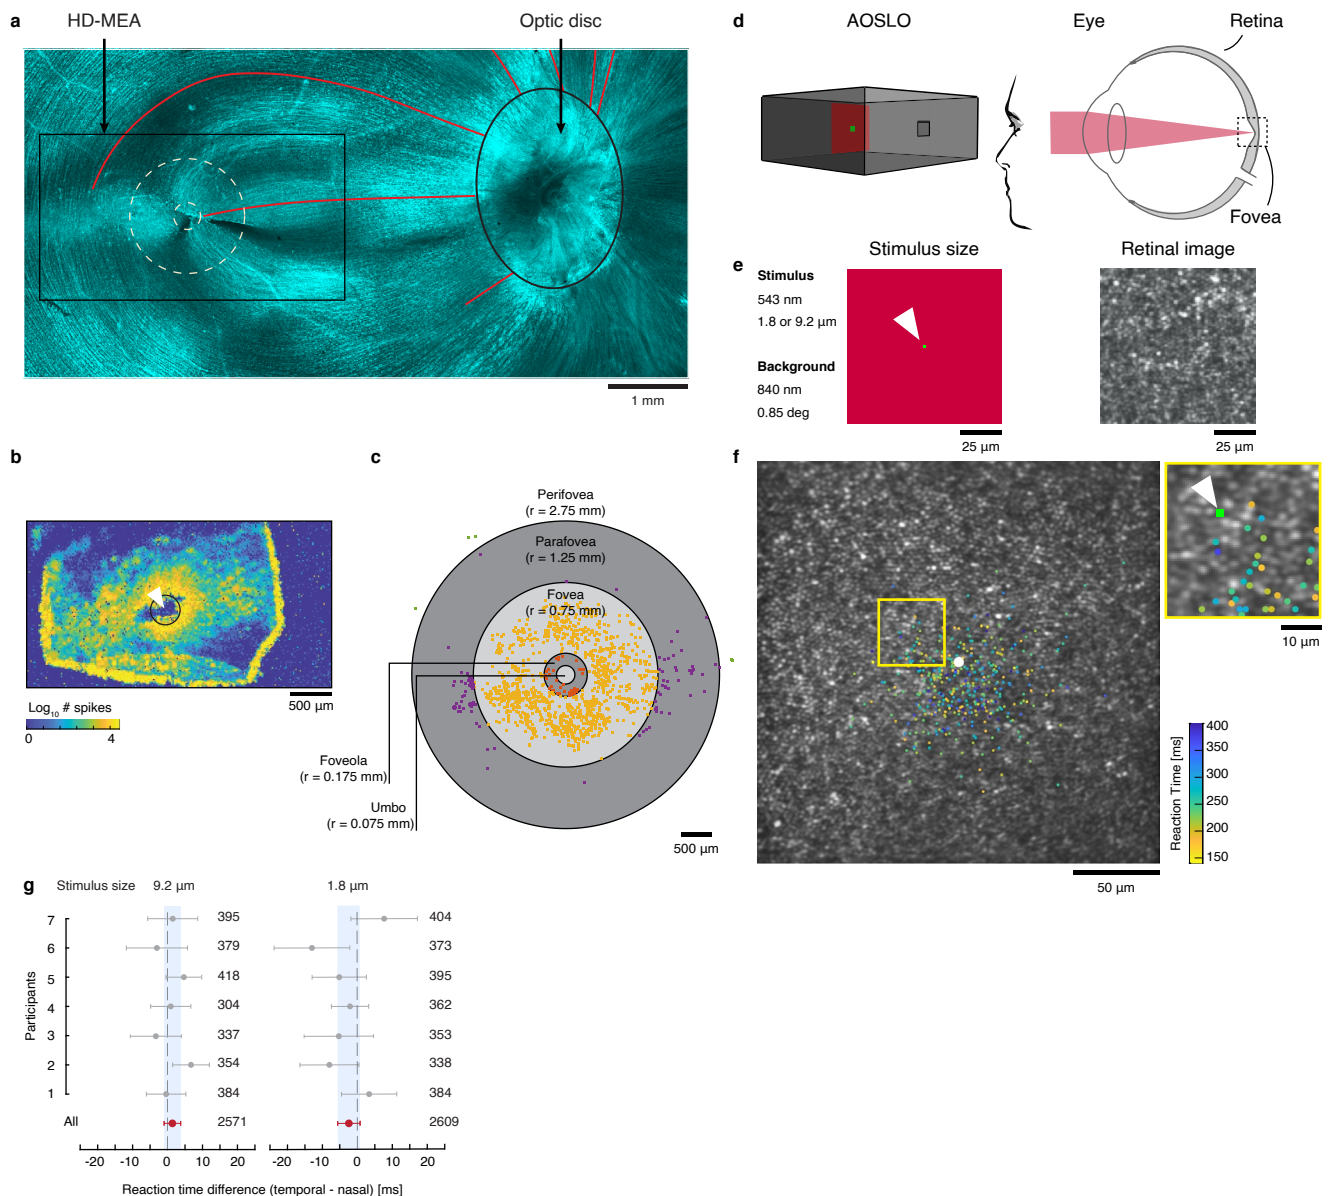 a
HD-MEA
Optic disc
1 mm
b
Log10 # spikes
0
4
500 µm
c
Perifovea
(r = 2.75 mm)
Parafovea
(r = 1.25 mm)
Fovea
(r = 0.75 mm)
Foveola
(r = 0.175 mm)
Umbo
(r = 0.075 mm)
500 µm
d
AOSLO
Eye
Retina
Fovea
e
Stimulus size
Retinal image
Stimulus
543 nm
1.8 or 9.2 µm
Background
840 nm
0.85 deg
25 µm
25 µm
f
10 µm
Reaction Time [ms]
400
350
300
250
200
150
50 µm
g
Stimulus size
9.2 µm
1.8 µm
Participants
7
395
404
6
379
373
5
418
395
4
304
362
3
337
353
2
354
338
1
384
384
All
2571
2609
-20
-10
0
10
20
-20
-10
0
10
20
Reaction time difference (temporal - nasal) [ms]